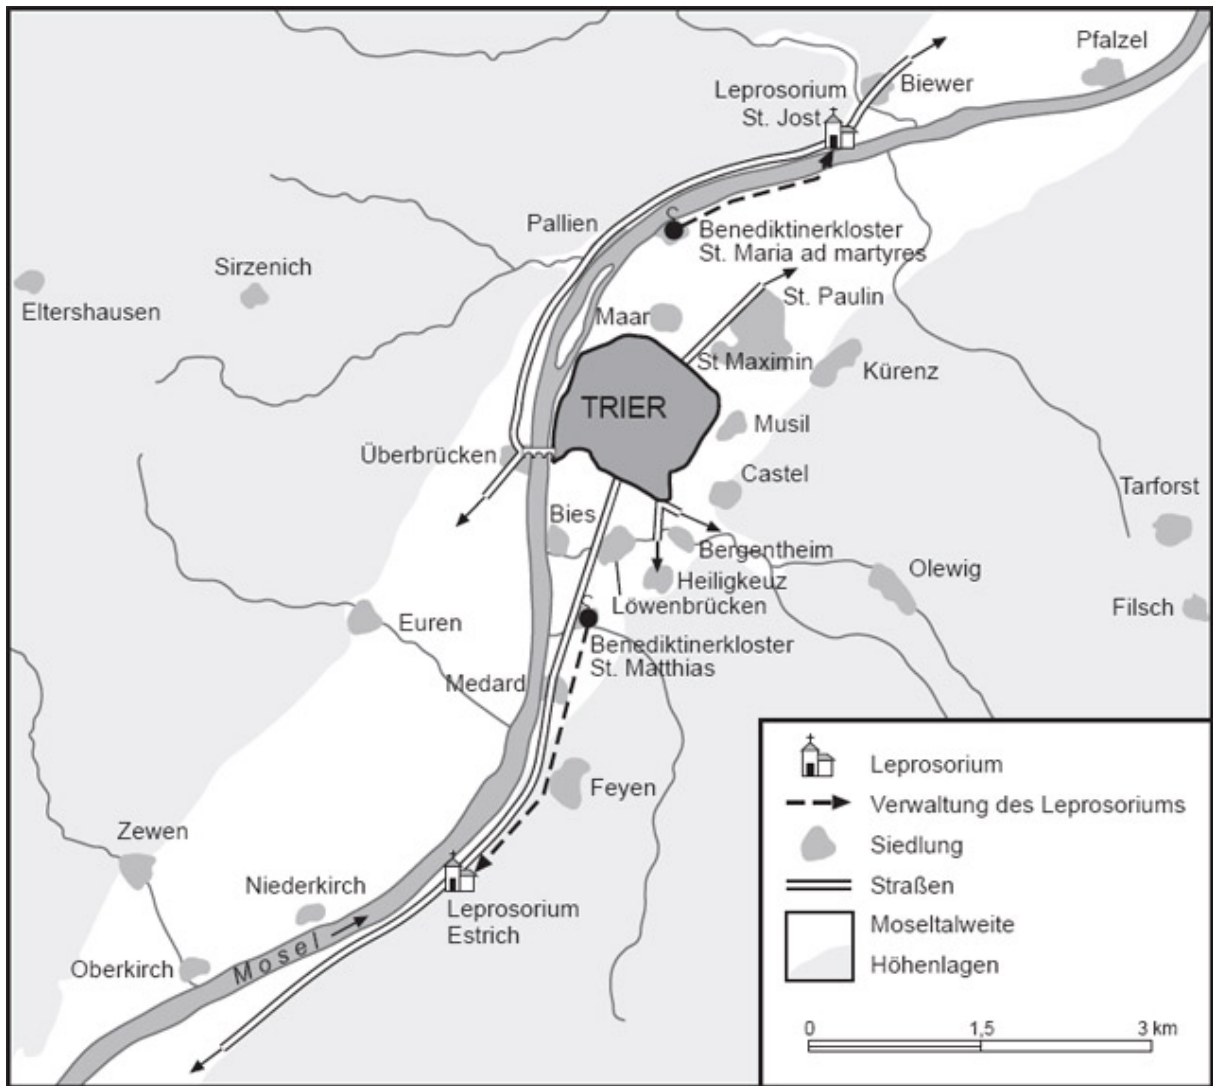 Pfalzel
Biewer
Leprosorium
St. Jost
Pallien
Benediktinerkloster
St. Maria ad martyres
Sirzenich
Eltershausen
St. Paulin
Maar
St Maximin
Kürenz
TRIER
Musil
Überbrücken
Castel
Tarforst
Bies
Bergentheim
Olewig
Heiligkeuz
Löwenbrücken
Filsch
Euren
Benediktinerkloster
St. Matthias
Medard
Feyen
Zewen
Niederkirch
Leprosorium
Estrich
Oberkirch
Mosel
Leprosorium
Verwaltung des Leprosoriums
Siedlung
Straßen
Moseltalweite
Höhenlagen
0 1,5 3 km